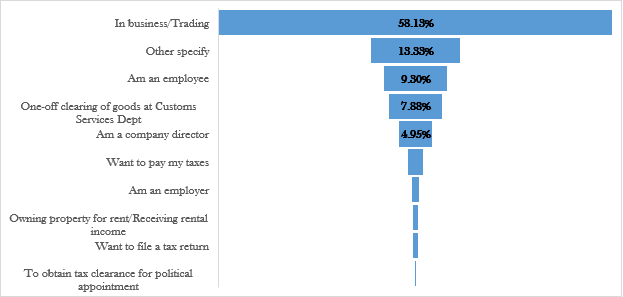 In business/Trading 58.13%
Other specify 13.33%
Am an employee 9.30%
One-off clearing of goods at Customs
Services Dept 7.88%
Am a company director 4.95%
Want to pay my taxes
Am an employer
Owning property for rent/Receiving rental
income
Want to file a tax return
To obtain tax clearance for political
appointment